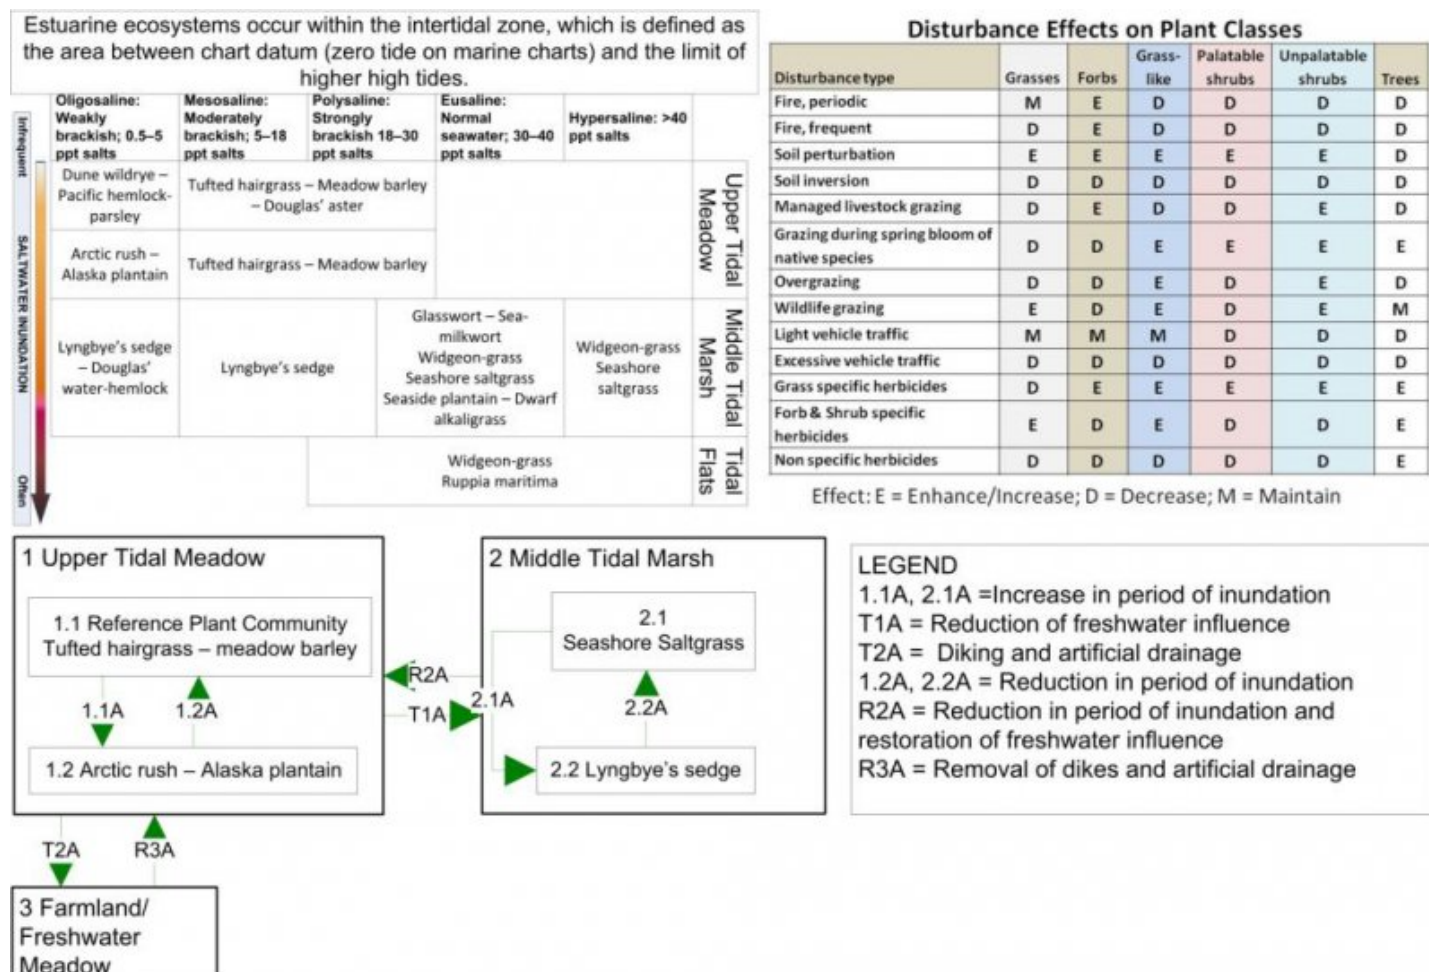 Estuarine ecosystems occur within the intertidal zone, which is defined as
the area between chart datum (zero tide on marine charts) and the limit of
higher high tides.
Oligosaline:
Weakly
brackish; 0.5–5
ppt salts
Mesosaline:
Moderately
brackish; 5–18
ppt salts
Polysaline:
Strongly
brackish 18–30
ppt salts
Eusaline:
Normal
seawater; 30–40
ppt salts
Hypersaline: >40
ppt salts
Infrequent
SALTWATER INUNDATION
Often
Dune wildrye –
Pacific hemlock-
parsley
Tufted hairgrass – Meadow barley
– Douglas' aster
Arctic rush –
Alaska plantain
Tufted hairgrass – Meadow barley
Upper Tidal
Meadow
Lyngbye's sedge
– Douglas'
water-hemlock
Lyngbye's sedge
Glasswort – Sea-
milkwort
Widgeon-grass
Seashore saltgrass
Seaside plantain – Dwarf
alkaligrass
Widgeon-grass
Seashore
saltgrass
Middle Tidal
Marsh
Widgeon-grass
Ruppia maritima
Tidal
Flats
Disturbance Effects on Plant Classes
Disturbance type Grasses Forbs Grass-like Palatable shrubs Unpalatable shrubs Trees
Fire, periodic M E D D D D
Fire, frequent D E D D D D
Soil perturbation E E E E E D
Soil inversion D D D D D D
Managed livestock grazing D E D D E D
Grazing during spring bloom of
native species D D E E E E
Overgrazing D D E D E D
Wildlife grazing E D E D E M
Light vehicle traffic M M M D D D
Excessive vehicle traffic D D D D D D
Grass specific herbicides D E E E E E
Forb & Shrub specific
herbicides E D E D D E
Non specific herbicides D D D D D E
Effect: E = Enhance/Increase; D = Decrease; M = Maintain
1 Upper Tidal Meadow
1.1 Reference Plant Community
Tufted hairgrass – meadow barley
1.1A
1.2A
1.2 Arctic rush – Alaska plantain
R2A
T1A
2 Middle Tidal Marsh
2.1
Seashore Saltgrass
2.1A
2.2A
2.2 Lyngbye's sedge
T2A
R3A
3 Farmland/
Freshwater
Meadow
LEGEND
1.1A, 2.1A =Increase in period of inundation
T1A = Reduction of freshwater influence
T2A = Diking and artificial drainage
1.2A, 2.2A = Reduction in period of inundation
R2A = Reduction in period of inundation and
restoration of freshwater influence
R3A = Removal of dikes and artificial drainage